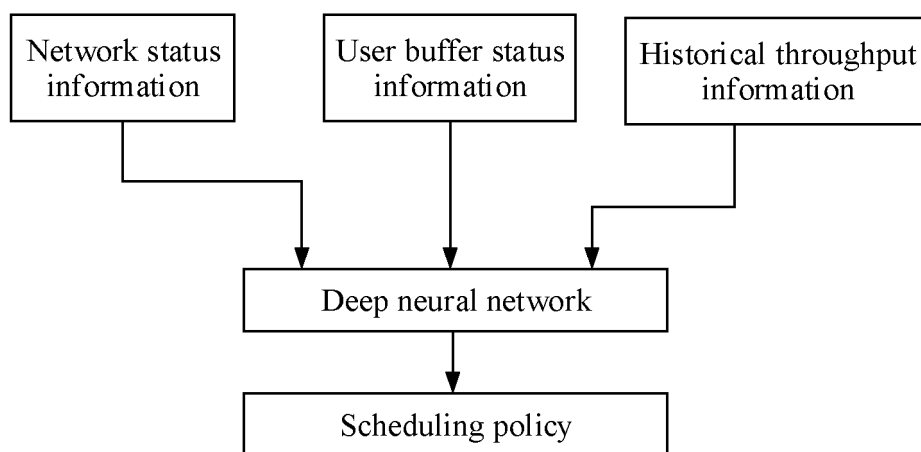 Network status
information
User buffer status
information
Historical throughput
information
Deep neural network
Scheduling policy